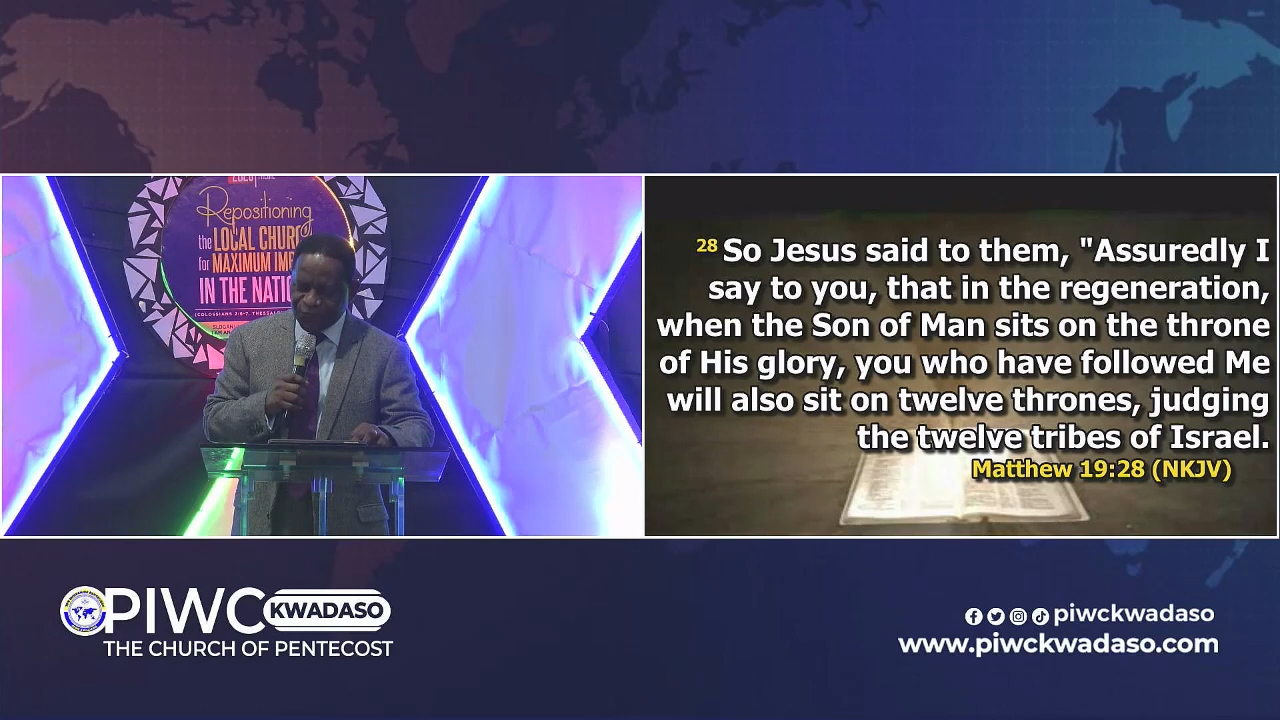 Repositioning
the LOCAL CHURC
for MAXIMUM IMP
IN THE NATIO
28 So Jesus said to them, "Assuredly I
say to you, that in the regeneration,
when the Son of Man sits on the throne
of His glory, you who have followed Me
will also sit on twelve thrones, judging
the twelve tribes of Israel.
Matthew 19:28 (NKJV)
PIWC KWADASO
THE CHURCH OF PENTECOST
piwckwadaso
www.piwckwadaso.com